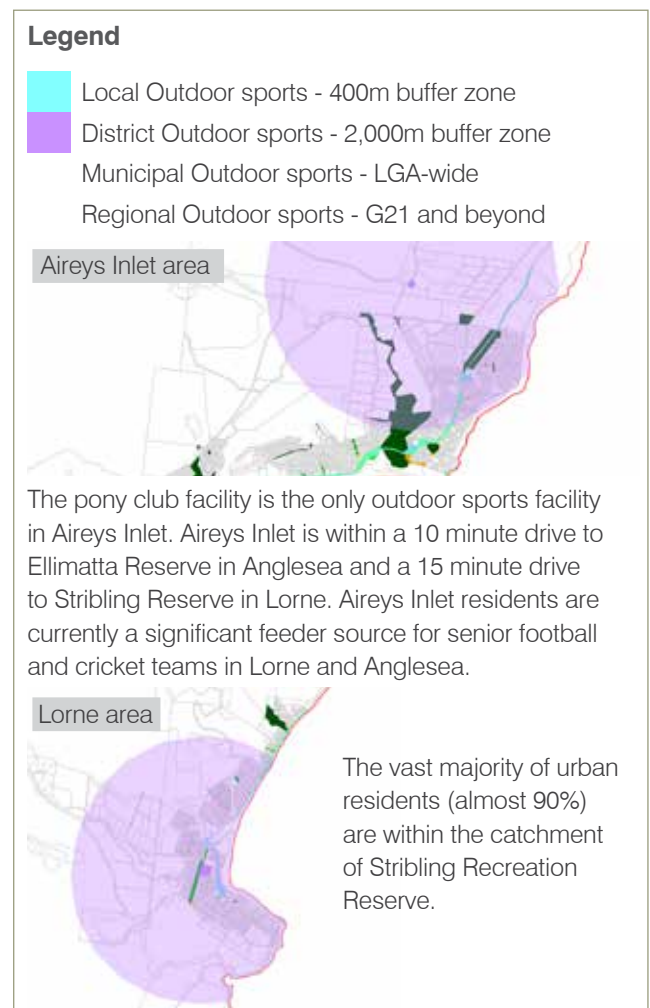 Legend
Local Outdoor sports - 400m buffer zone
District Outdoor sports - 2,000m buffer zone
Municipal Outdoor sports - LGA-wide
Regional Outdoor sports - G21 and beyond
Aireys Inlet area
The pony club facility is the only outdoor sports facility
in Aireys Inlet. Aireys Inlet is within a 10 minute drive to
Ellimatta Reserve in Anglesea and a 15 minute drive
to Stribling Reserve in Lorne. Aireys Inlet residents are
currently a significant feeder source for senior football
and cricket teams in Lorne and Anglesea.
Lorne area
The vast majority of urban
residents (almost 90%)
are within the catchment
of Stribling Recreation
Reserve.